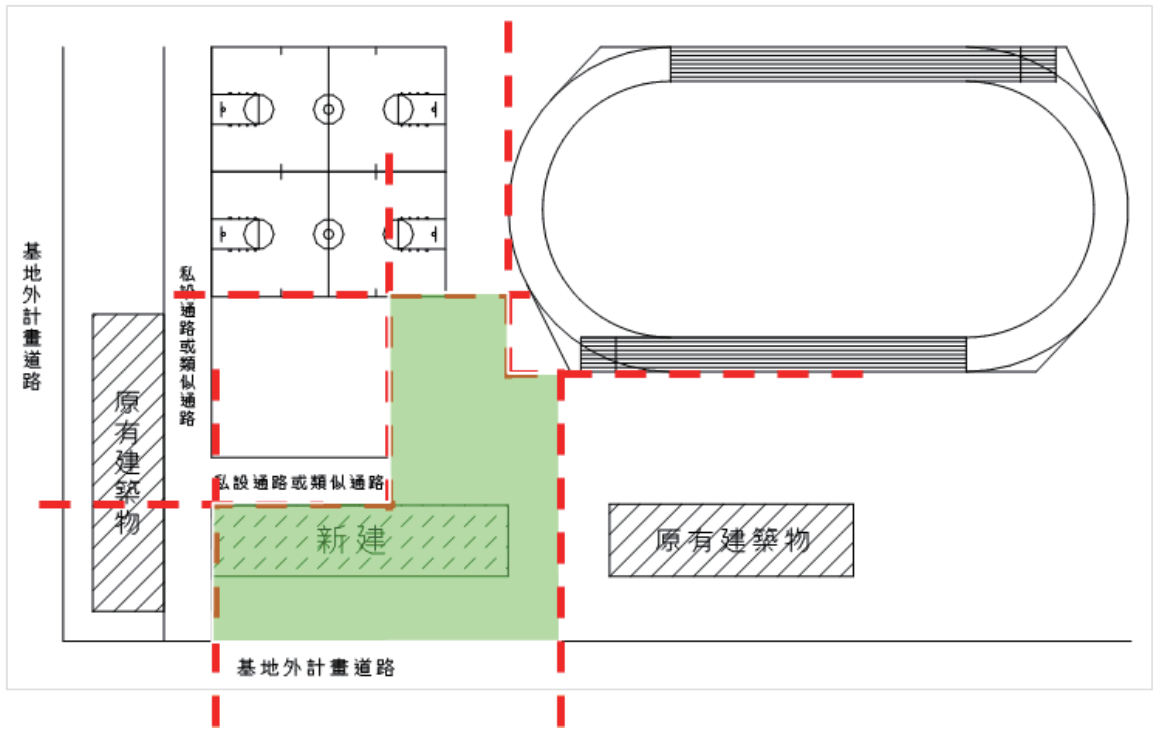 基地外計畫道路
私設通路或類似通路
原有建築物
私設通路或類似通路
新建
原有建築物
基地外計畫道路